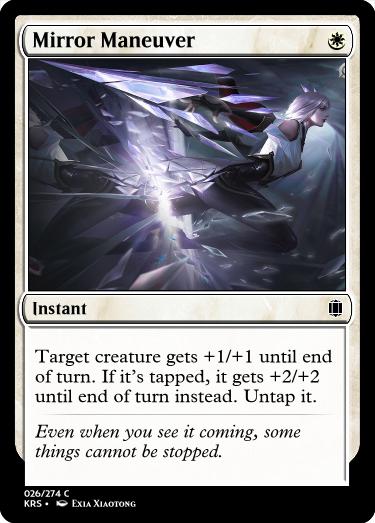 Mirror Maneuver
Instant
Target creature gets +1/+1 until end
of turn. If it's tapped, it gets +2/+2
until end of turn instead. Untap it.
Even when you see it coming, some
things cannot be stopped.
026/274 C
KRS • Exia Xiaotong